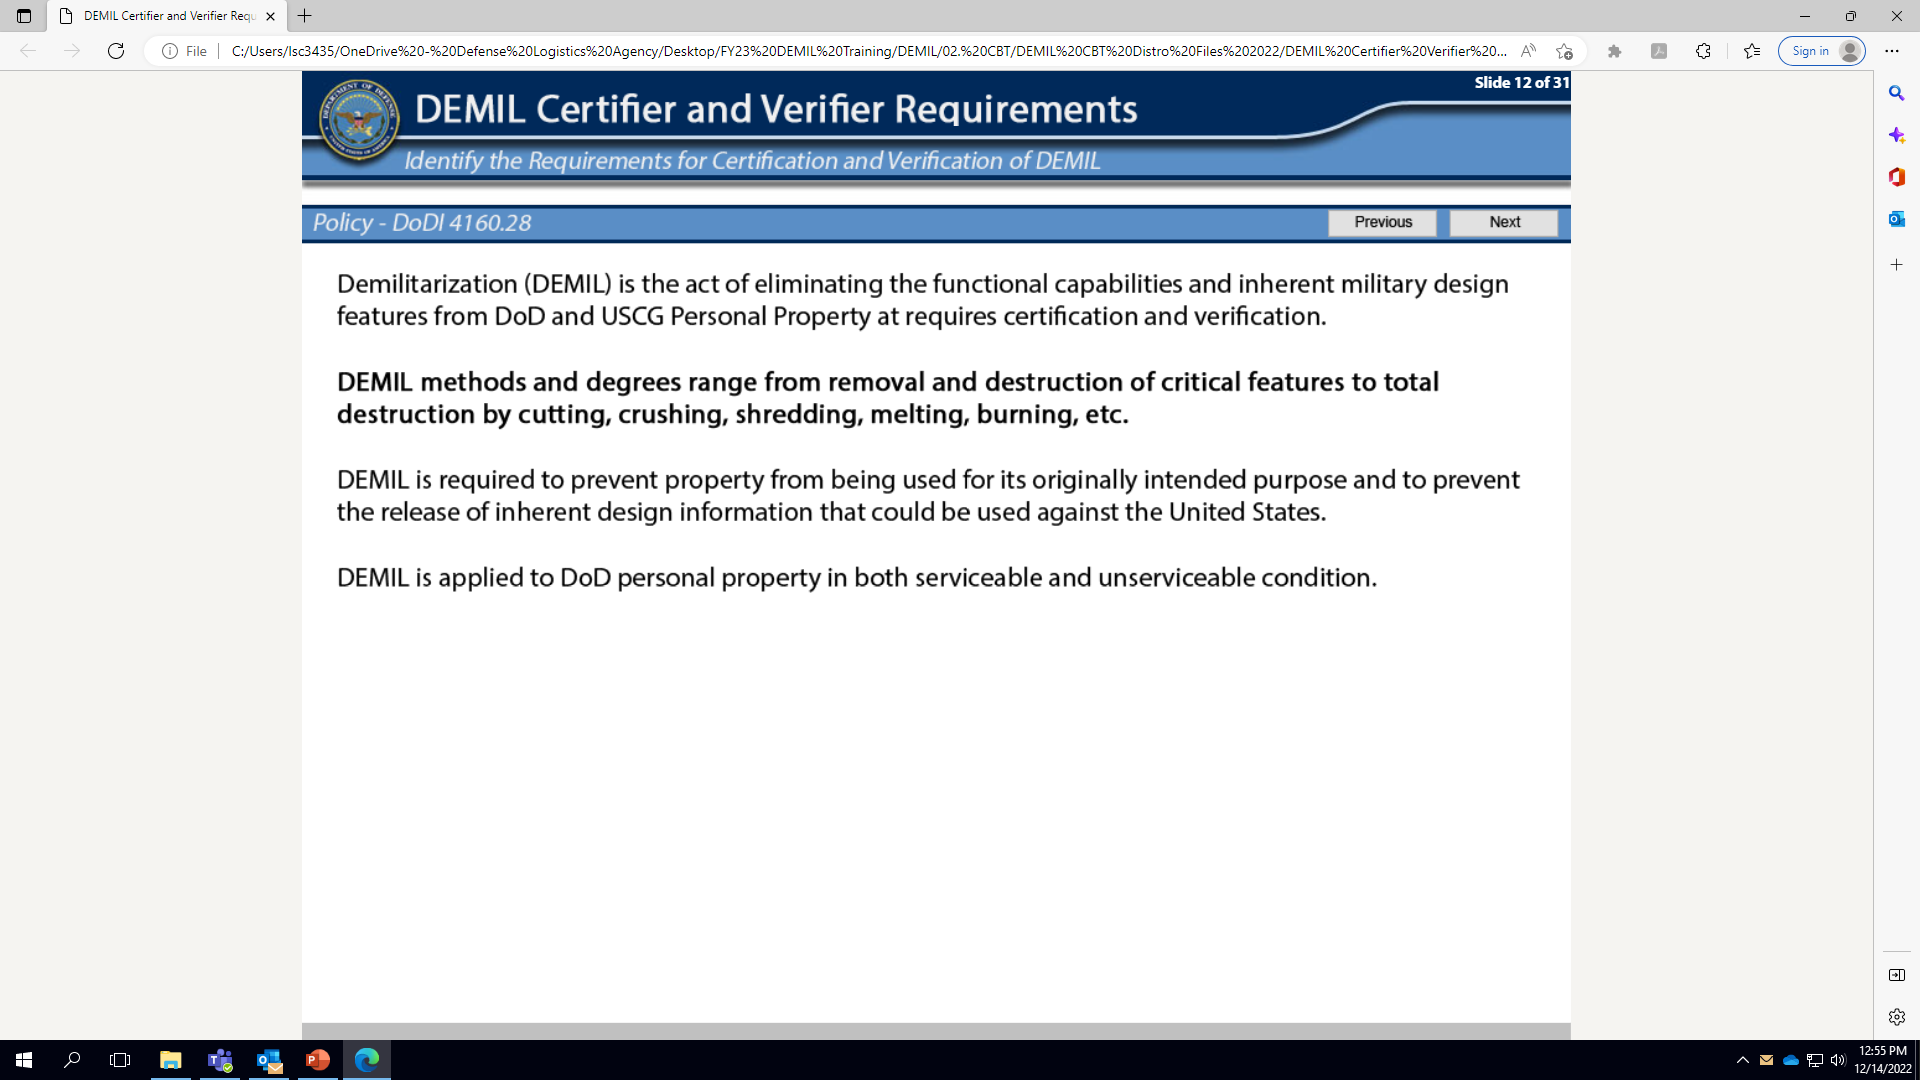 DEMIL Certifier and Verifier Requ
File
C:/Users/lsc3435/OneDrive%20-%20Defense%20Logistics%20Agency/Desktop/FY23%20DEMIL%20Training/DEMIL/02.%20CBT/DEMIL%20CBT%20Distro%20Files%202022/DEMIL%20Certifier%20Verifier%20...
Sign in
Slide 12 of 31
DEMIL Certifier and Verifier Requirements
Identify the Requirements for Certification and Verification of DEMIL
Policy - DoDI 4160.28
Previous
Next
Demilitarization (DEMIL) is the act of eliminating the functional capabilities and inherent military design
features from DoD and USCG Personal Property at requires certification and verification.
DEMIL methods and degrees range from removal and destruction of critical features to total
destruction by cutting, crushing, shredding, melting, burning, etc.
DEMIL is required to prevent property from being used for its originally intended purpose and to prevent
the release of inherent design information that could be used against the United States.
DEMIL is applied to DoD personal property in both serviceable and unserviceable condition.
12:55 PM
12/14/2022